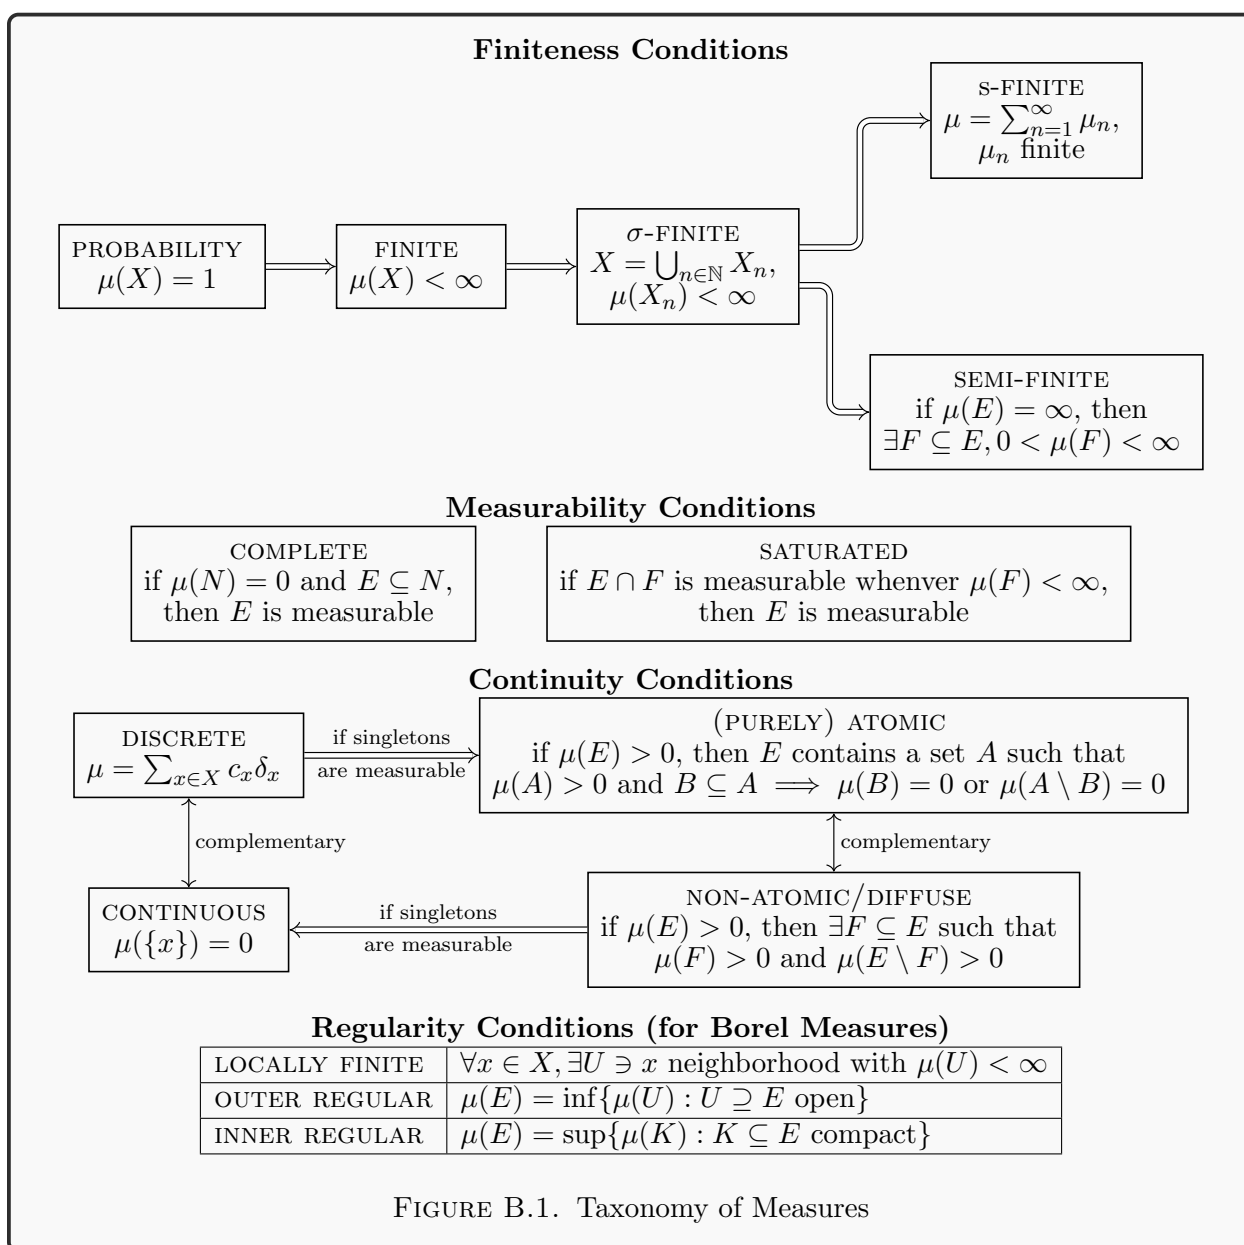 Finiteness Conditions
S-FINITE
μ = ∑_{n=1}^{∞} μ_n,
μ_n finite
PROBABILITY
μ(X) = 1
FINITE
μ(X) < ∞
σ-FINITE
X = ⋃_{n∈ℕ} X_n,
μ(X_n) < ∞
SEMI-FINITE
if μ(E) = ∞, then
∃F ⊆ E, 0 < μ(F) < ∞
Measurability Conditions
COMPLETE
if μ(N) = 0 and E ⊆ N,
then E is measurable
SATURATED
if E ∩ F is measurable whenver μ(F) < ∞,
then E is measurable
Continuity Conditions
DISCRETE
μ = ∑_{x∈X} c_x δ_x
if singletons
are measurable
(PURELY) ATOMIC
if μ(E) > 0, then E contains a set A such that
μ(A) > 0 and B ⊆ A ⟹ μ(B) = 0 or μ(A \ B) = 0
complementary
complementary
CONTINUOUS
μ({x}) = 0
if singletons
are measurable
NON-ATOMIC/DIFFUSE
if μ(E) > 0, then ∃F ⊆ E such that
μ(F) > 0 and μ(E \ F) > 0
Regularity Conditions (for Borel Measures)
LOCALLY FINITE ∀x ∈ X, ∃U ∋ x neighborhood with μ(U) < ∞
OUTER REGULAR μ(E) = inf{μ(U) : U ⊇ E open}
INNER REGULAR μ(E) = sup{μ(K) : K ⊆ E compact}
FIGURE B.1. Taxonomy of Measures